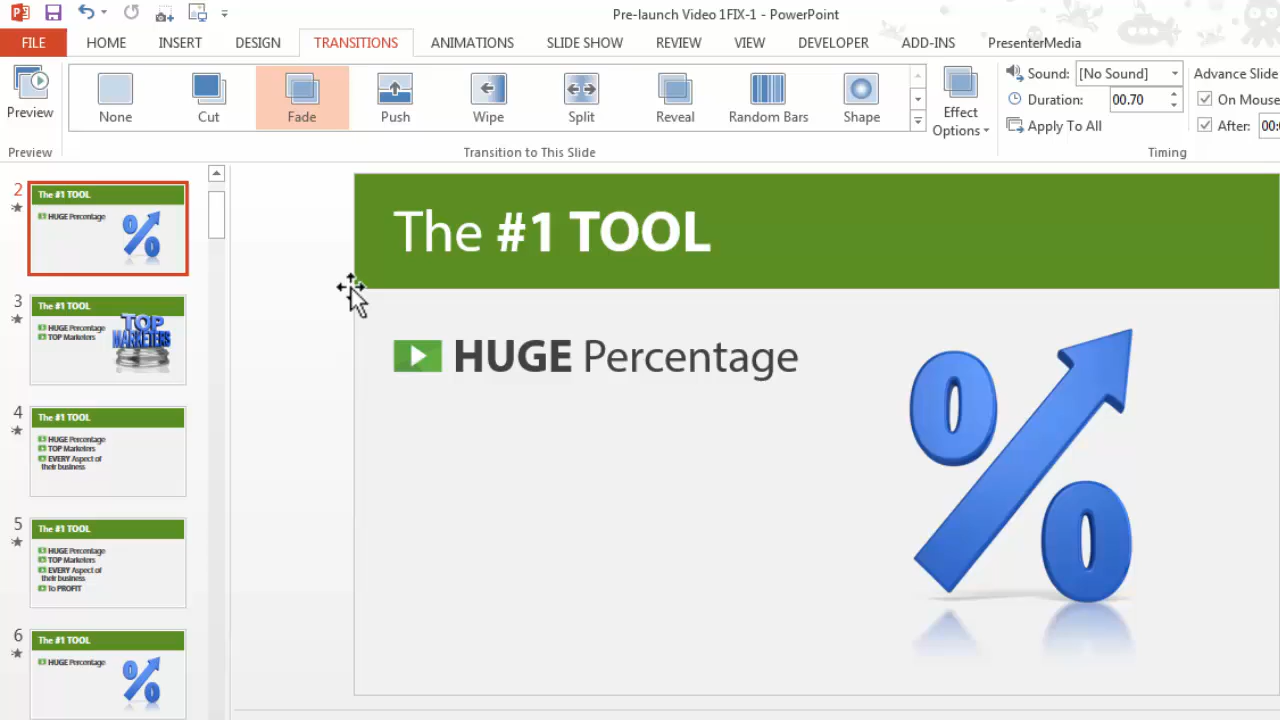 Pre-launch Video 1FIX-1 - PowerPoint
FILE HOME INSERT DESIGN TRANSITIONS ANIMATIONS SLIDE SHOW REVIEW VIEW DEVELOPER ADD-INS PresenterMedia
Preview
None Cut Fade Push Wipe Split Reveal Random Bars Shape
Effect
Options
Sound: [No Sound]
Duration: 00.70
Apply To All
Advance Slide
On Mouse
After: 00:
Preview Transition to This Slide Timing
2
The #1 TOOL
HUGE Percentage
%
3
The #1 TOOL
HUGE Percentage
TOP Marketers
TOP
MARKETERS
4
The #1 TOOL
HUGE Percentage
TOP Marketers
EVERY Aspect of
their business
5
The #1 TOOL
HUGE Percentage
TOP Marketers
EVERY Aspect of
their business
To PROFIT
6
The #1 TOOL
HUGE Percentage
%
The #1 TOOL
HUGE Percentage
%